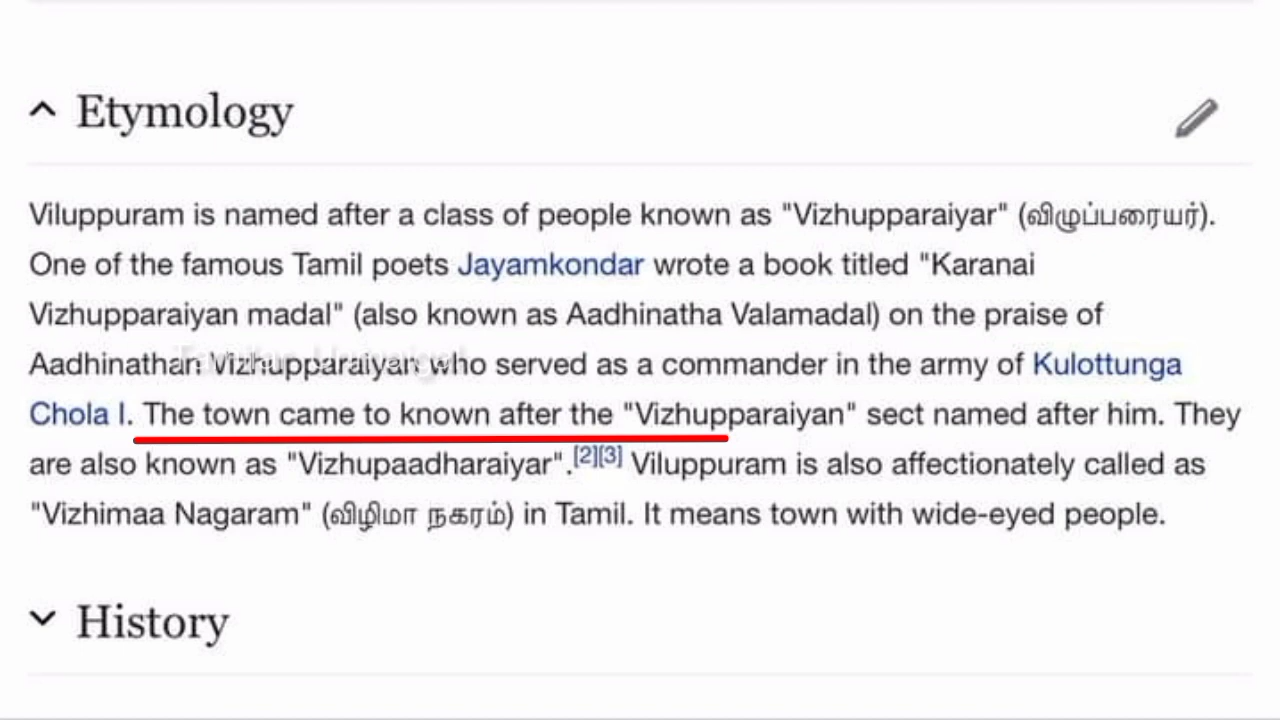 Etymology
Viluppuram is named after a class of people known as "Vizhupparaiyar" (விழுப்பரையர்).
One of the famous Tamil poets Jayamkondar wrote a book titled "Karanai
Vizhupparaiyan madal" (also known as Aadhinatha Valamadal) on the praise of
Aadhinathan Vizhupparaiyan who served as a commander in the army of Kulottunga
Chola I. The town came to known after the "Vizhupparaiyan" sect named after him. They
are also known as "Vizhupaadharaiyar".[2][3] Viluppuram is also affectionately called as
"Vizhimaa Nagaram" (விழிமா நகரம்) in Tamil. It means town with wide-eyed people.
History